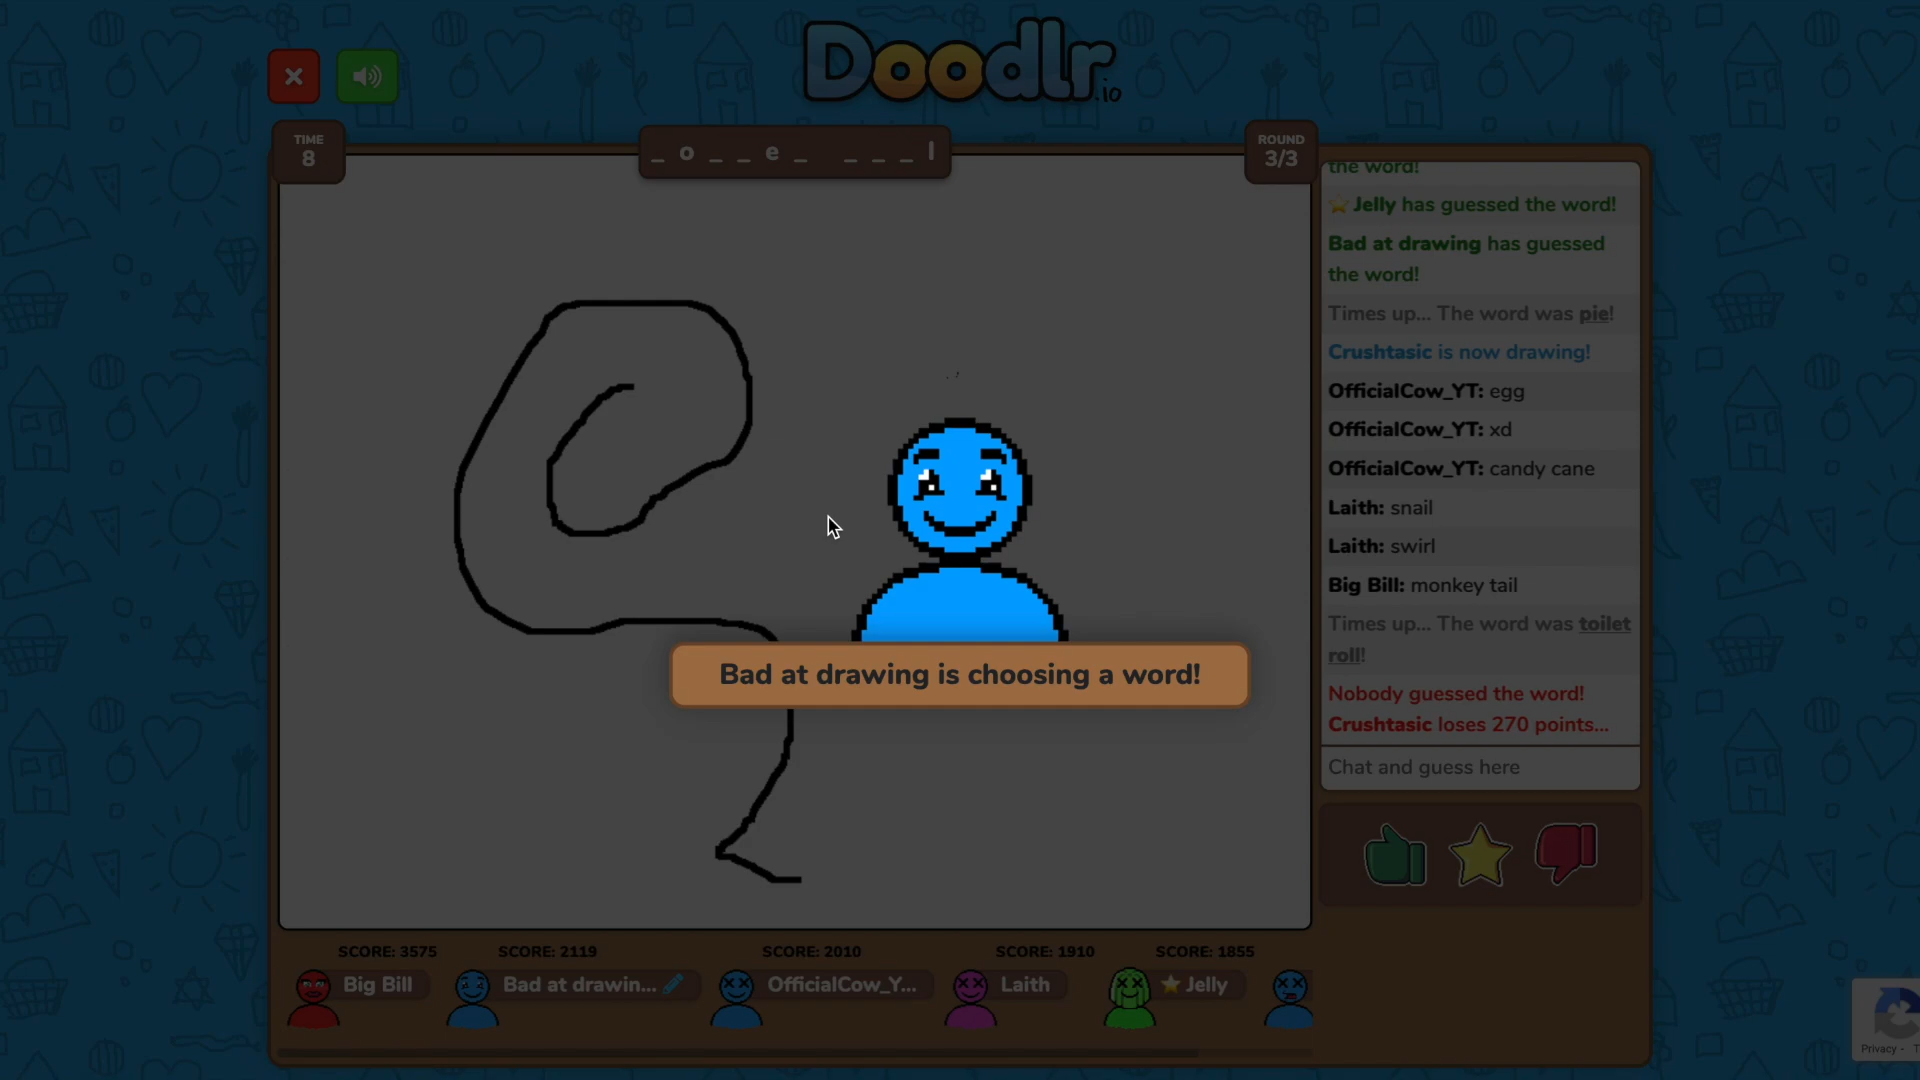 Doodlr.io
TIME
8
_ o _ _ e _ _ _ _ l
ROUND
3/3
the word!
Jelly has guessed the word!
Bad at drawing has guessed
the word!
Times up... The word was pie!
Crushtasic is now drawing!
OfficialCow_YT: egg
OfficialCow_YT: xd
OfficialCow_YT: candy cane
Laith: snail
Laith: swirl
Big Bill: monkey tail
Times up... The word was toilet
roll!
Nobody guessed the word!
Crushtasic loses 270 points...
Chat and guess here
Bad at drawing is choosing a word!
SCORE: 3575 SCORE: 2119 SCORE: 2010 SCORE: 1910 SCORE: 1855
Big Bill Bad at drawin... OfficialCow_Y... Laith Jelly
Privacy -